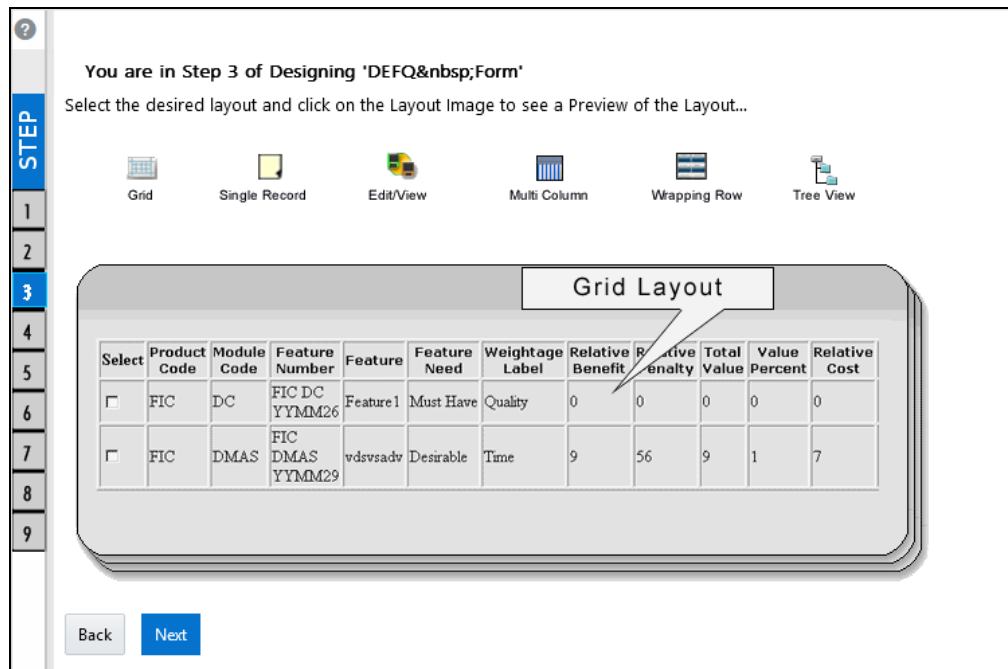 ?
You are in Step 3 of Designing 'DEFQ&nbsp;Form'
Select the desired layout and click on the Layout Image to see a Preview of the Layout...
STEP
Grid Single Record Edit/View Multi Column Wrapping Row Tree View
1
2
3
4
5
6
7
8
9
Grid Layout
Select Product Code Module Code Feature Number Feature Feature Need Weightage Label Relative Benefit Total Value Value Percent Relative Cost
FIC DC FIC DC YYMM26 Feature1 Must Have Quality 0 0 0 0 0
FIC DMAS FIC DMAS YYMM29 vdsvsadv Desirable Time 9 56 9 1 7
Back Next